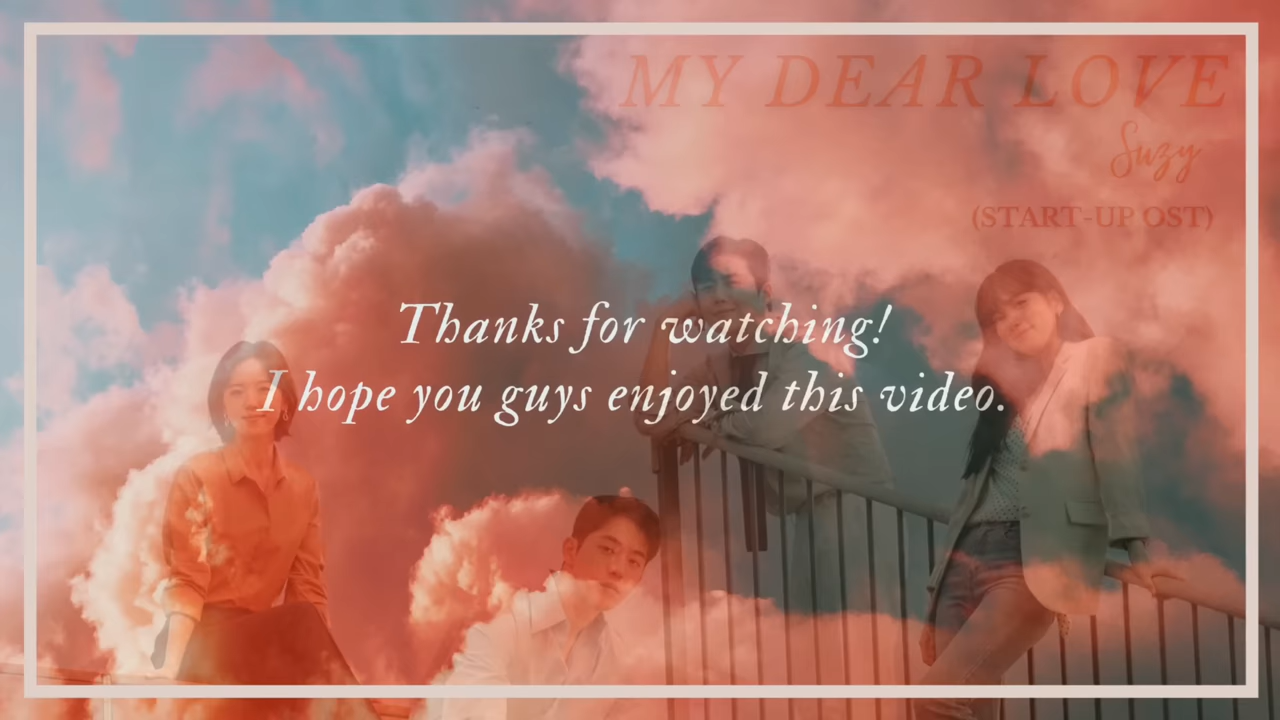 MY DEAR LOVE
Suzy
(START-UP OST)
Thanks for watching!
I hope you guys enjoyed this video.